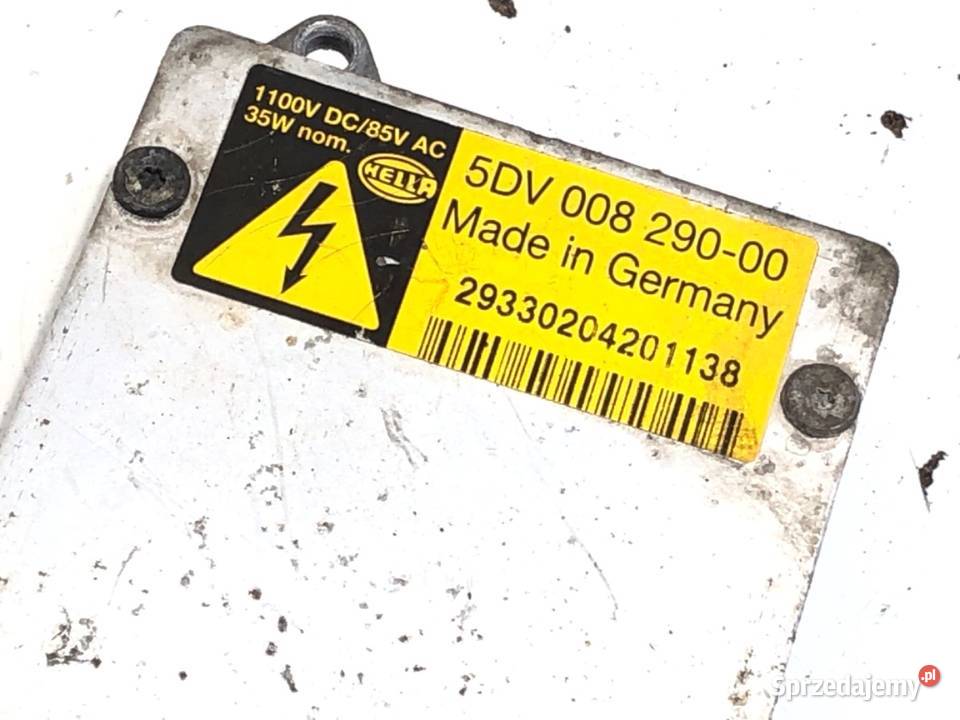 1100V DC/85V AC
35W nom.
HELLA
5DV 008 290-00
Made in Germany
29330204201138
Sprzedajemy.pl